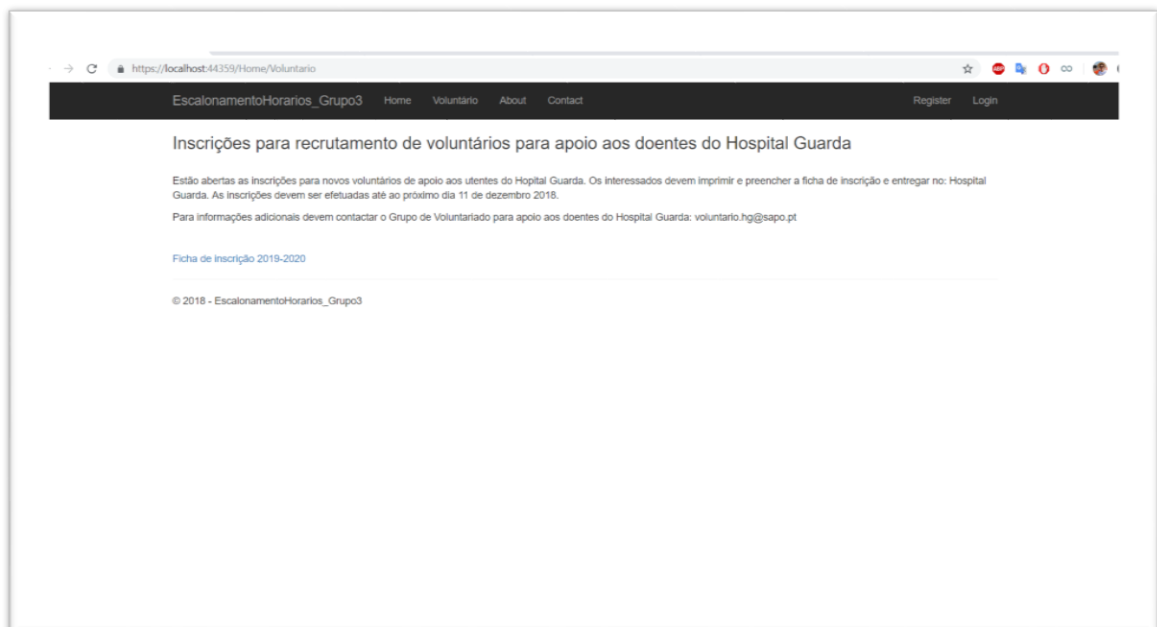 https://localhost:44359/Home/Voluntario
ABP
EscalonamentoHorarios_Grupo3 Home Voluntário About Contact Register Login
Inscrições para recrutamento de voluntários para apoio aos doentes do Hospital Guarda
Estão abertas as inscrições para novos voluntários de apoio aos utentes do Hopital Guarda. Os interessados devem imprimir e preencher a ficha de inscrição e entregar no: Hospital
Guarda. As inscrições devem ser efetuadas até ao próximo dia 11 de dezembro 2018.
Para informações adicionais devem contactar o Grupo de Voluntariado para apoio aos doentes do Hospital Guarda: voluntario.hg@sapo.pt
Ficha de inscrição 2019-2020
© 2018 - EscalonamentoHorarios_Grupo3